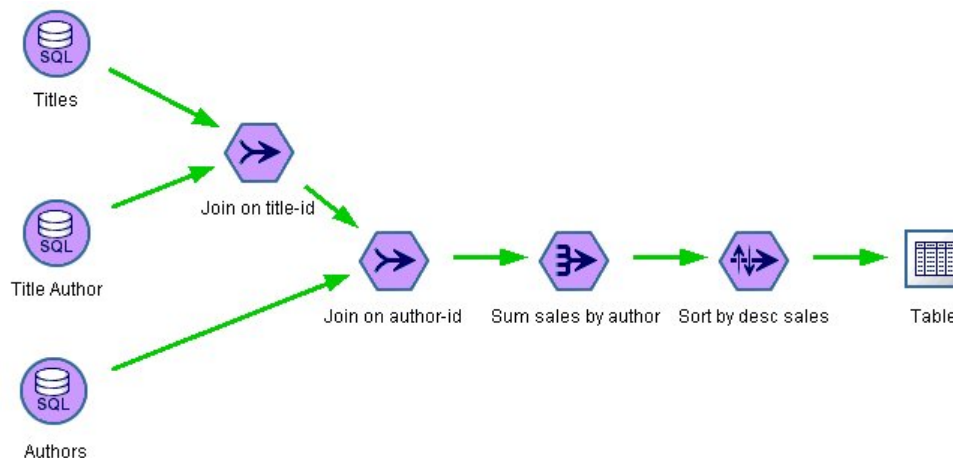 SQL
Titles
Join on title-id
SQL
Title Author
Join on author-id
Sum sales by author
Sort by desc sales
Table
SQL
Authors